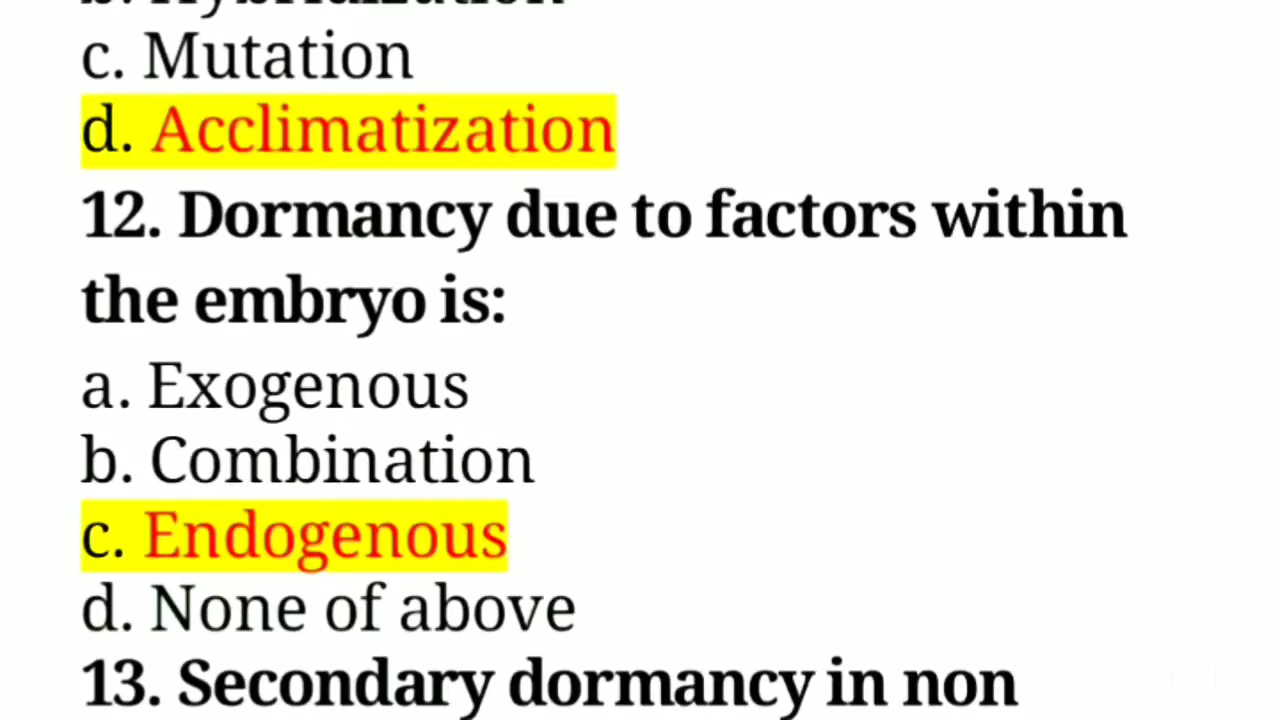 b. Hybridization
c. Mutation
d. Acclimatization
12. Dormancy due to factors within
the embryo is:
a. Exogenous
b. Combination
c. Endogenous
d. None of above
13. Secondary dormancy in non